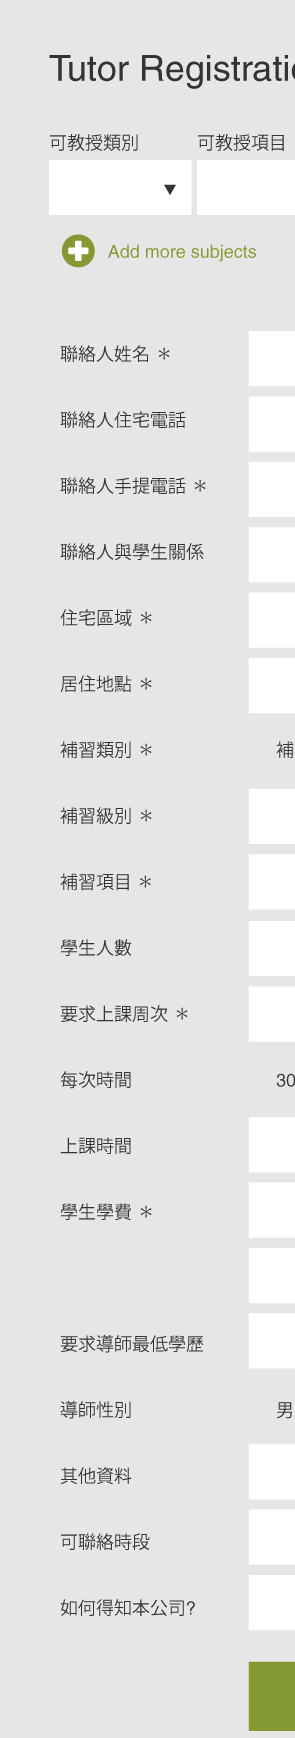 Tutor Registrati
可教授類別 可教授項目
Add more subjects
聯絡人姓名 *
聯絡人住宅電話
聯絡人手提電話 *
聯絡人與學生關係
住宅區域 *
居住地點 *
補習類別 * 補
補習級別 *
補習項目 *
學生人數
要求上課周次 *
每次時間 30
上課時間
學生學費 *
要求導師最低學歷
導師性別 男
其他資料
可聯絡時段
如何得知本公司?